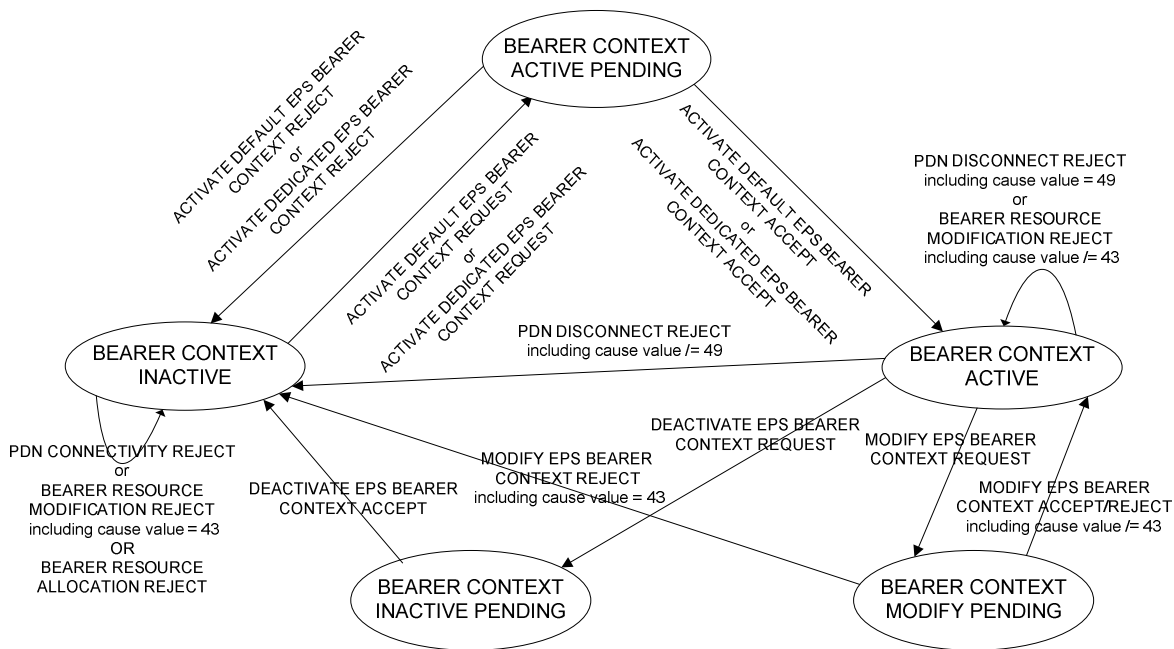 BEARER CONTEXT
ACTIVE PENDING
ACTIVATE DEFAULT EPS BEARER
CONTEXT REJECT
or
ACTIVATE DEDICATED EPS BEARER
CONTEXT REJECT
ACTIVATE DEFAULT EPS BEARER
CONTEXT REQUEST
or
ACTIVATE DEDICATED EPS BEARER
CONTEXT REQUEST
ACTIVATE DEFAULT EPS BEARER
CONTEXT ACCEPT
or
ACTIVATE DEDICATED EPS BEARER
CONTEXT ACCEPT
PDN DISCONNECT REJECT
including cause value = 49
or
BEARER RESOURCE
MODIFICATION REJECT
including cause value /= 43
PDN DISCONNECT REJECT
including cause value /= 49
BEARER CONTEXT
INACTIVE
BEARER CONTEXT
ACTIVE
PDN CONNECTIVITY REJECT
or
BEARER RESOURCE
MODIFICATION REJECT
including cause value = 43
OR
BEARER RESOURCE
ALLOCATION REJECT
DEACTIVATE EPS BEARER
CONTEXT ACCEPT
MODIFY EPS BEARER
CONTEXT REJECT
including cause value = 43
DEACTIVATE EPS BEARER
CONTEXT REQUEST
MODIFY EPS BEARER
CONTEXT REQUEST
MODIFY EPS BEARER
CONTEXT ACCEPT/REJECT
including cause value /= 43
BEARER CONTEXT
INACTIVE PENDING
BEARER CONTEXT
MODIFY PENDING